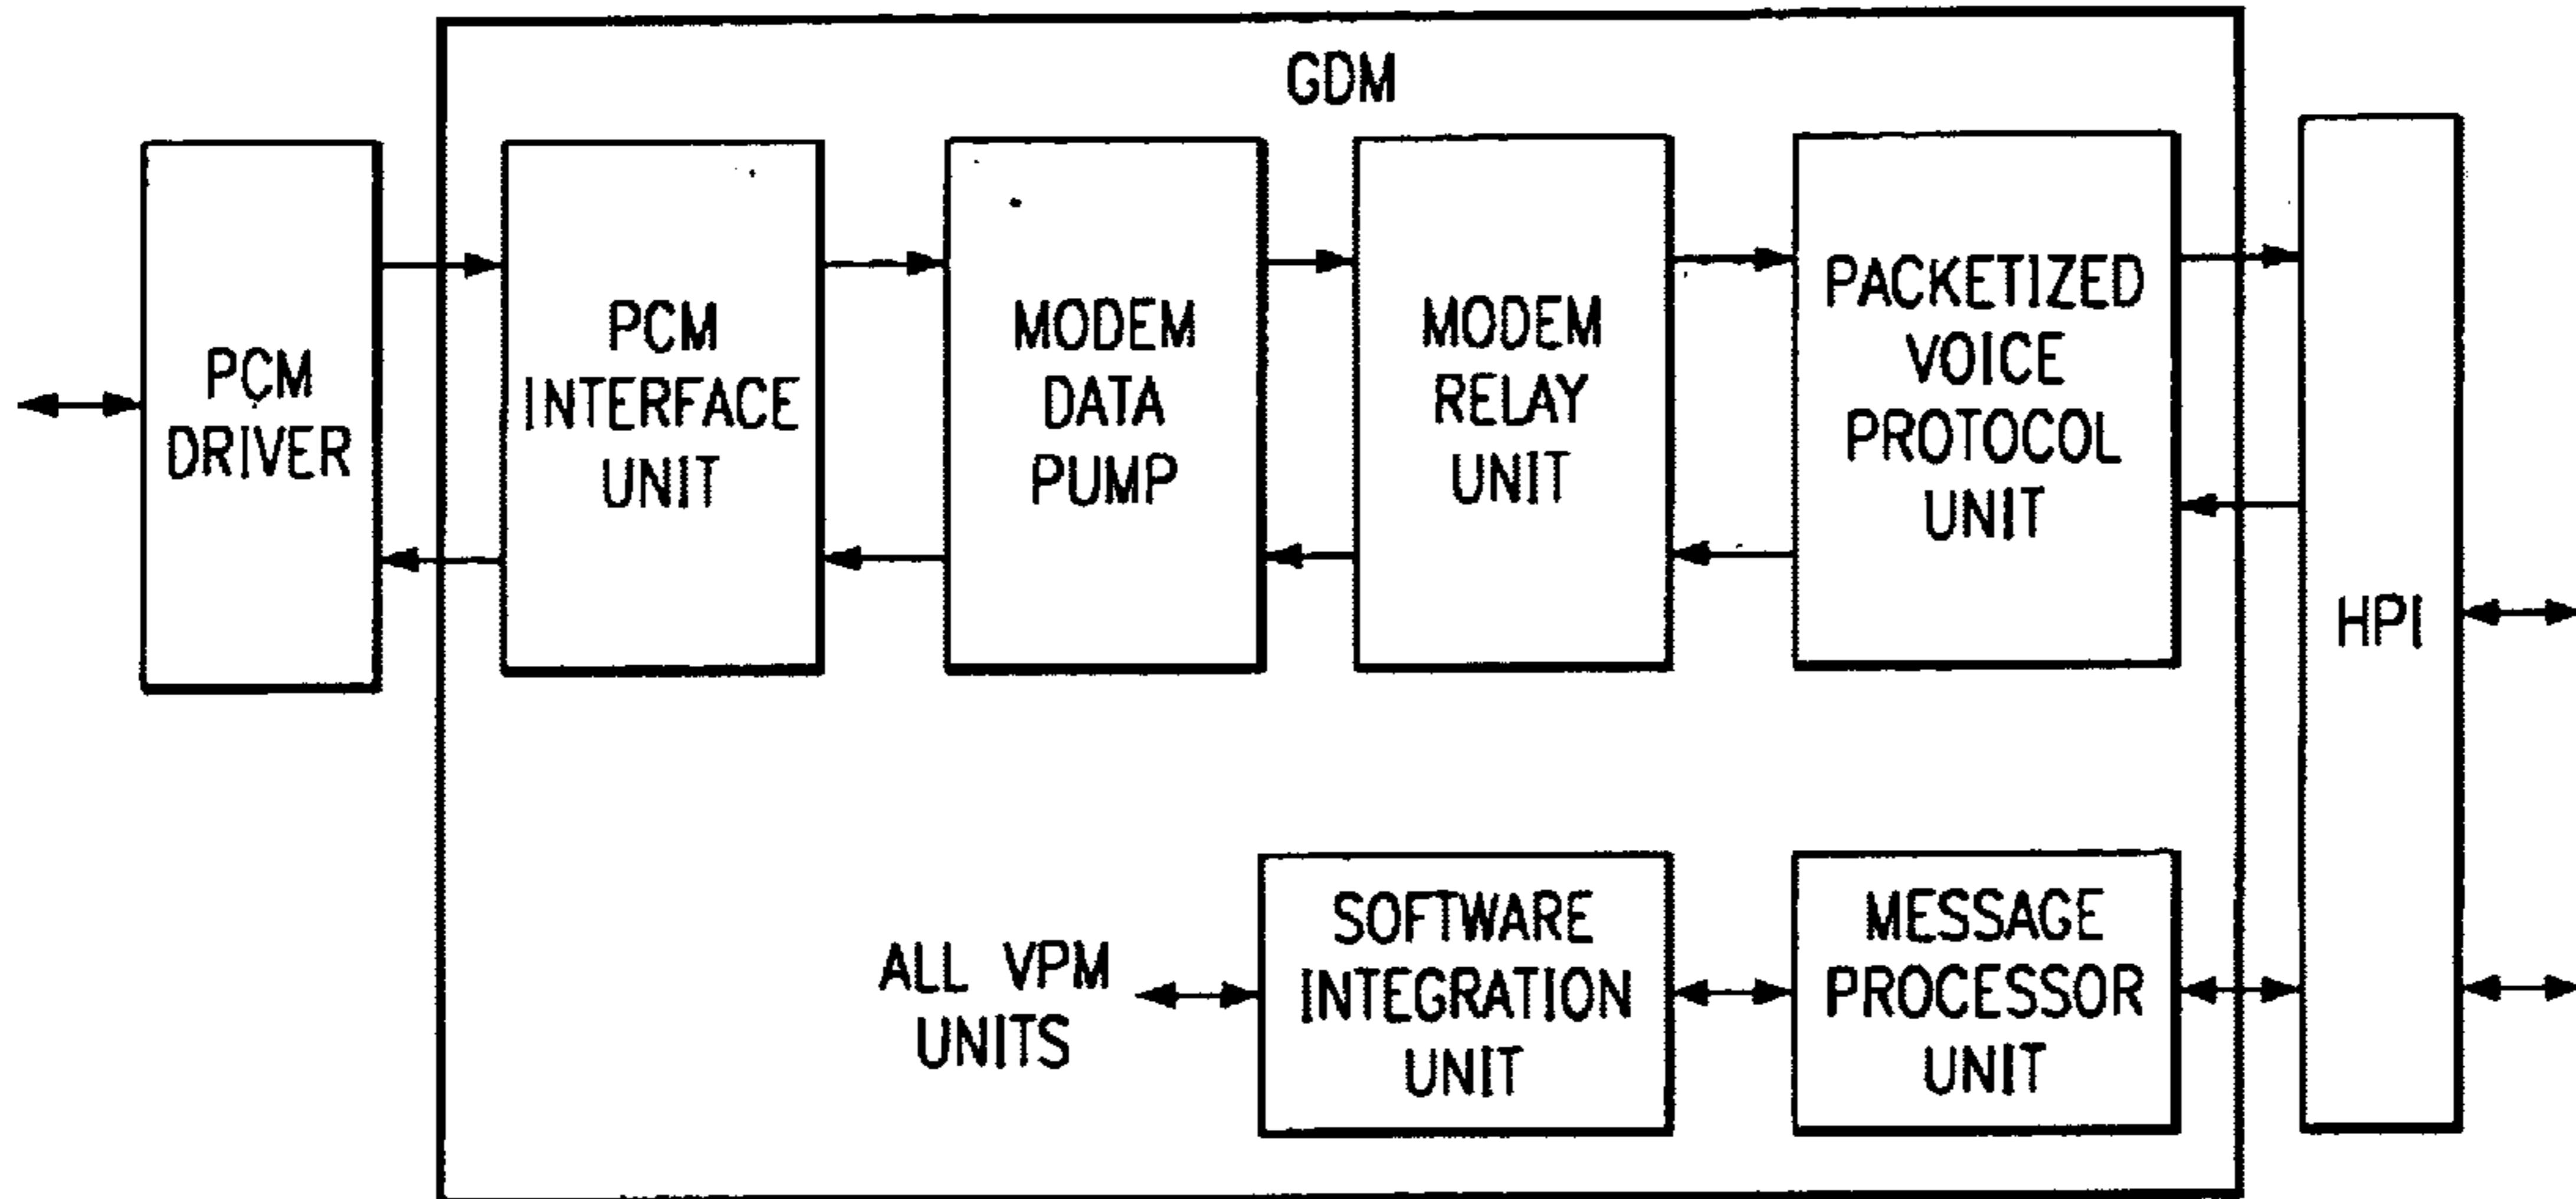 GDM
PCM
DRIVER
PCM
INTERFACE
UNIT
MODEM
DATA
PUMP
MODEM
RELAY
UNIT
PACKETIZED
VOICE
PROTOCOL
UNIT
HPI
ALL VPM
UNITS
SOFTWARE
INTEGRATION
UNIT
MESSAGE
PROCESSOR
UNIT